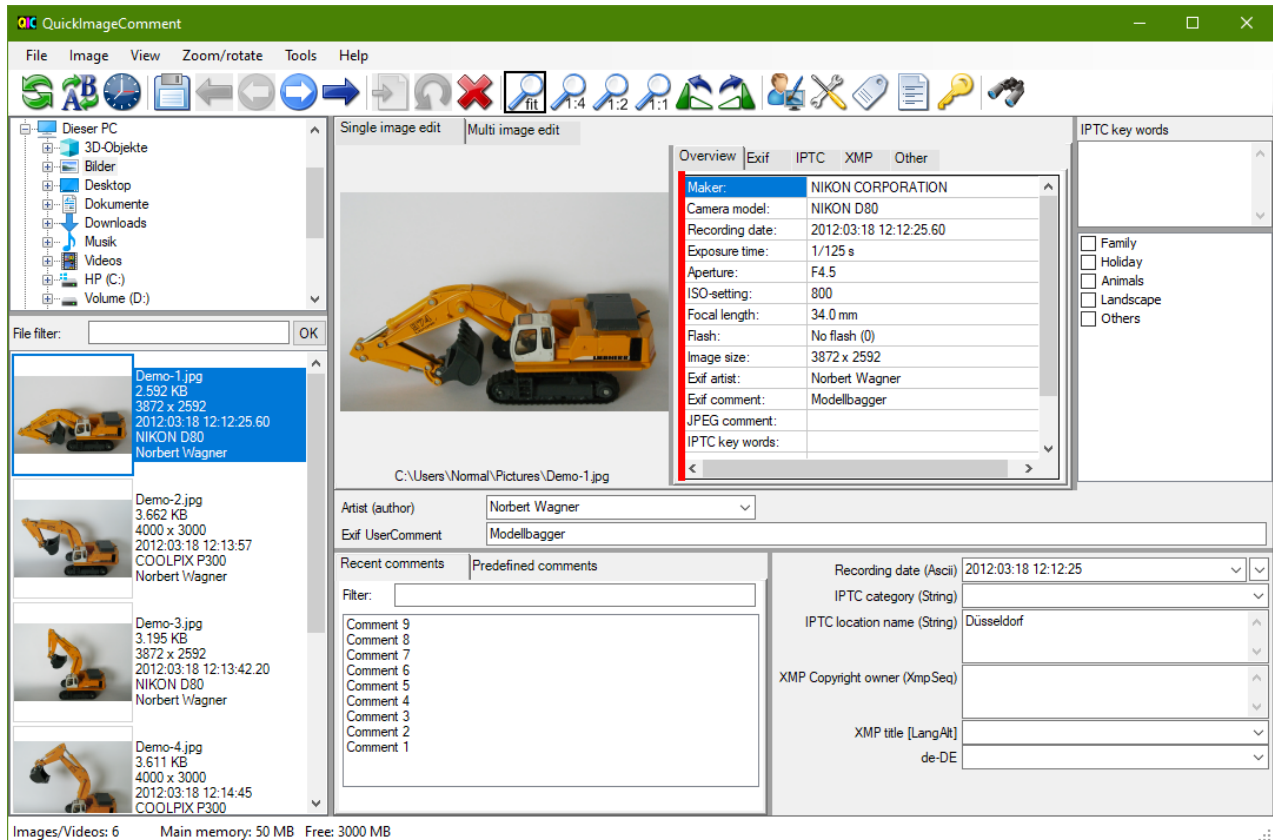 QIC QuickImageComment
File Image View Zoom/rotate Tools Help
AB fit 1:4 1:2 1:1
Dieser PC
3D-Objekte
Bilder
Desktop
Dokumente
Downloads
Musik
Videos
HP (C:)
Volume (D:)
File filter: OK
Demo-1.jpg
2.592 KB
3872 x 2592
2012:03:18 12:12:25.60
NIKON D80
Norbert Wagner
Demo-2.jpg
3.662 KB
4000 x 3000
2012:03:18 12:13:57
COOLPIX P300
Norbert Wagner
Demo-3.jpg
3.195 KB
3872 x 2592
2012:03:18 12:13:42.20
NIKON D80
Norbert Wagner
Demo-4.jpg
3.611 KB
4000 x 3000
2012:03:18 12:14:45
COOLPIX P300
Single image edit Multi image edit
E74
LIEBHERR
C:\Users\Normal\Pictures\Demo-1.jpg
Overview Exif IPTC XMP Other
Maker: NIKON CORPORATION
Camera model: NIKON D80
Recording date: 2012:03:18 12:12:25.60
Exposure time: 1/125 s
Aperture: F4.5
ISO-setting: 800
Focal length: 34.0 mm
Flash: No flash (0)
Image size: 3872 x 2592
Exif artist: Norbert Wagner
Exif comment: Modellbagger
JPEG comment:
IPTC key words:
IPTC key words
Family
Holiday
Animals
Landscape
Others
Artist (author) Norbert Wagner
Exif UserComment Modellbagger
Recent comments Predefined comments
Filter:
Comment 9
Comment 8
Comment 7
Comment 6
Comment 5
Comment 4
Comment 3
Comment 2
Comment 1
Recording date (Ascii) 2012:03:18 12:12:25
IPTC category (String)
IPTC location name (String) Düsseldorf
XMP Copyright owner (XmpSeq)
XMP title [LangAlt]
de-DE
Images/Videos: 6 Main memory: 50 MB Free: 3000 MB